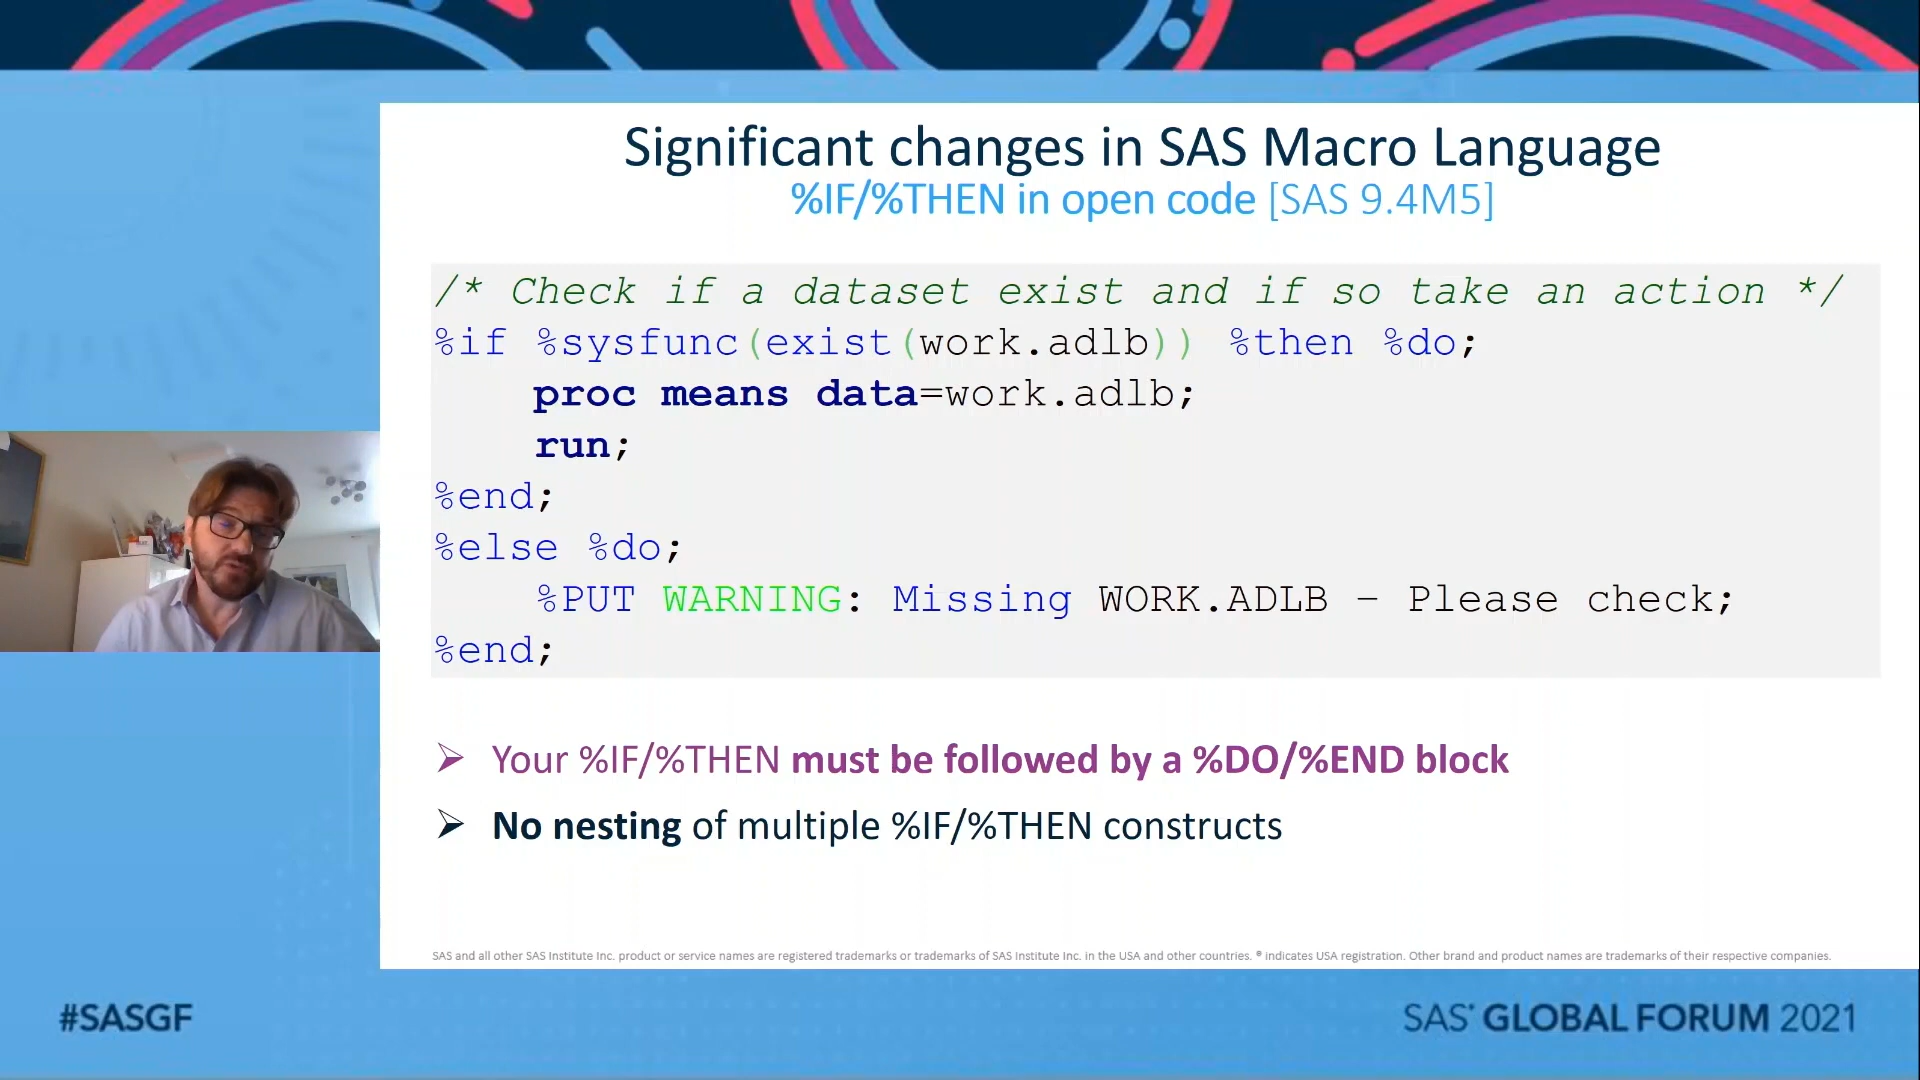 Significant changes in SAS Macro Language
%IF/%THEN in open code [SAS 9.4M5]
/* Check if a dataset exist and if so take an action */
%if %sysfunc(exist(work.adlb)) %then %do;
proc means data=work.adlb;
run;
%end;
%else %do;
%PUT WARNING: Missing WORK.ADLB – Please check;
%end;
➢ Your %IF/%THEN must be followed by a %DO/%END block
➢ No nesting of multiple %IF/%THEN constructs
SAS and all other SAS Institute Inc. product or service names are registered trademarks or trademarks of SAS Institute Inc. in the USA and other countries. ® indicates USA registration. Other brand and product names are trademarks of their respective companies.
#SASGF
SAS® GLOBAL FORUM 2021